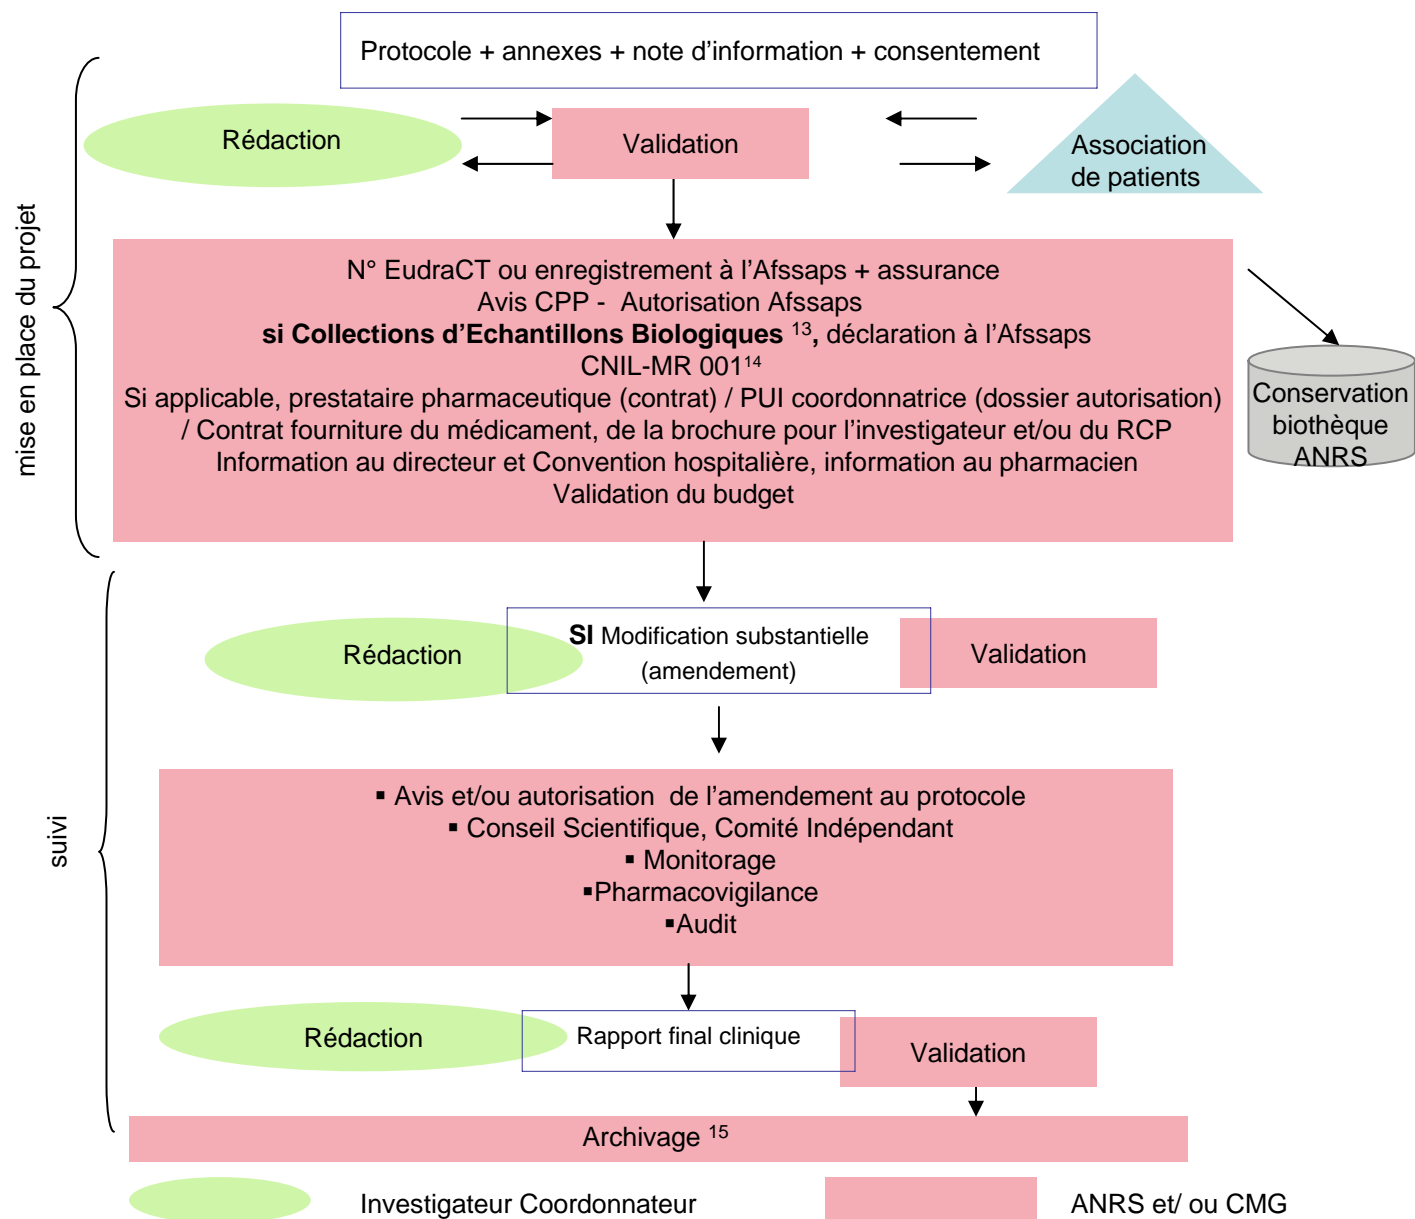 Protocole + annexes + note d'information + consentement
Rédaction
Validation
Association
de patients
mise en place du projet
N° EudraCT ou enregistrement à l'Afssaps + assurance
Avis CPP - Autorisation Afssaps
si Collections d'Echantillons Biologiques 13, déclaration à l'Afssaps
CNIL-MR 001 14
Si applicable, prestataire pharmaceutique (contrat) / PUI coordonnatrice (dossier autorisation)
/ Contrat fourniture du médicament, de la brochure pour l'investigateur et/ou du RCP
Information au directeur et Convention hospitalière, information au pharmacien
Validation du budget
Conservation
biothèque
ANRS
suivi
Rédaction
SI Modification substantielle
(amendement)
Validation
▪ Avis et/ou autorisation de l'amendement au protocole
▪ Conseil Scientifique, Comité Indépendant
▪ Monitorage
▪Pharmacovigilance
▪Audit
Rédaction
Rapport final clinique
Validation
Archivage 15
Investigateur Coordonnateur
ANRS et/ ou CMG